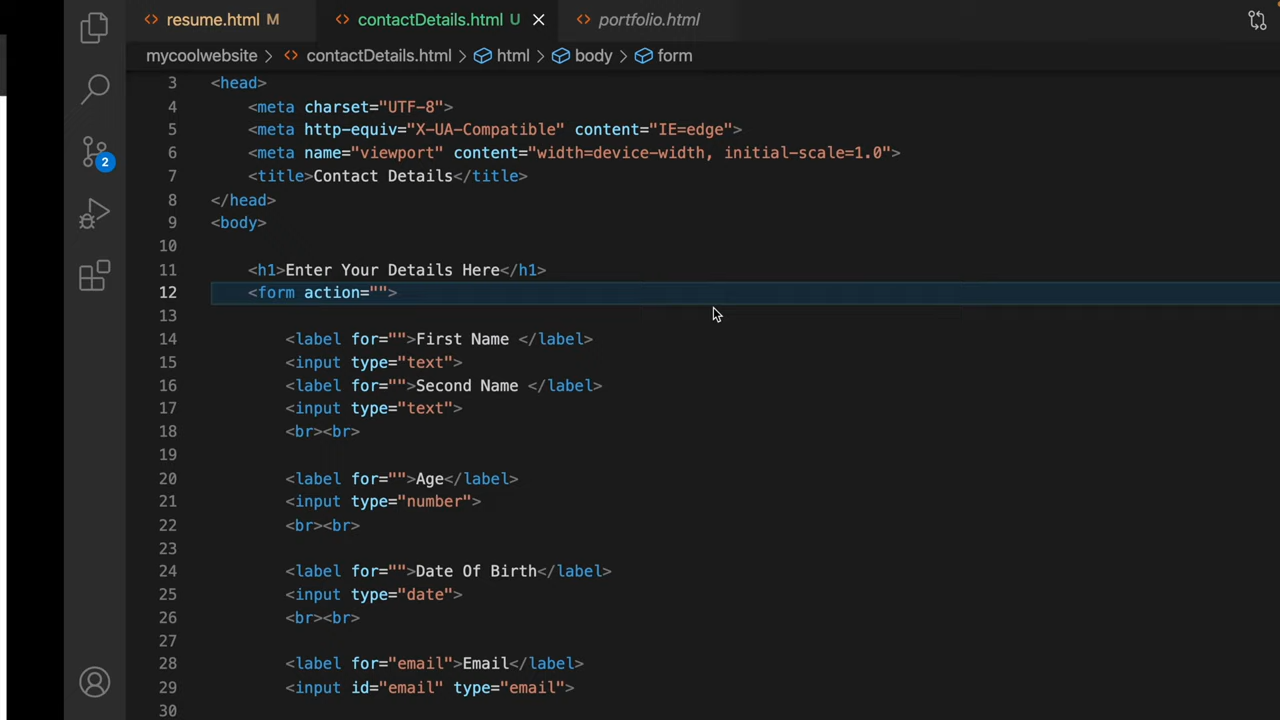 resume.html M contactDetails.html U portfolio.html
mycoolwebsite > contactDetails.html > html > body > form
3 <head>
4 <meta charset="UTF-8">
5 <meta http-equiv="X-UA-Compatible" content="IE=edge">
6 <meta name="viewport" content="width=device-width, initial-scale=1.0">
7 <title>Contact Details</title>
8 </head>
9 <body>
10
11 <h1>Enter Your Details Here</h1>
12 <form action="">
13
14 <label for="">First Name </label>
15 <input type="text">
16 <label for="">Second Name </label>
17 <input type="text">
18 <br><br>
19
20 <label for="">Age</label>
21 <input type="number">
22 <br><br>
23
24 <label for="">Date Of Birth</label>
25 <input type="date">
26 <br><br>
27
28 <label for="email">Email</label>
29 <input id="email" type="email">
30
2